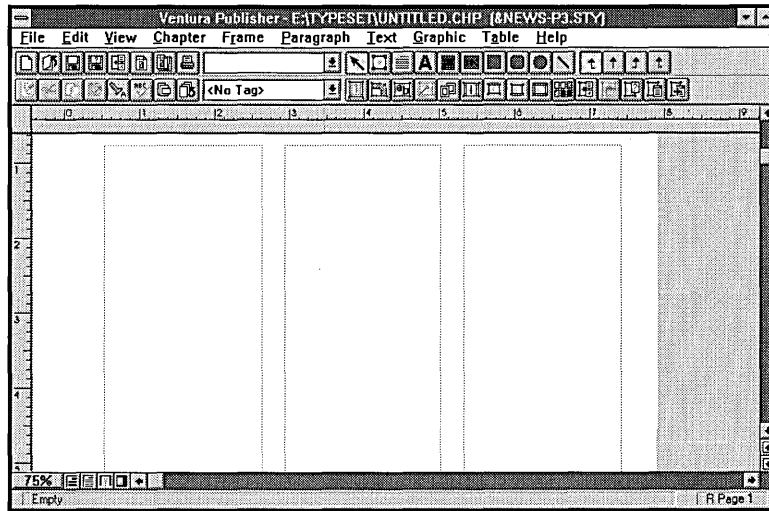 Ventura Publisher - E:\TYPESET\UNTITLED.CHP (&NEWS-P3.STY)
File Edit View Chapter Frame Paragraph Text Graphic Table Help
A
<No Tag>
0 1 2 3 4 5 6 7 8 9
1
2
3
4
5
75%
Empty R Page 1